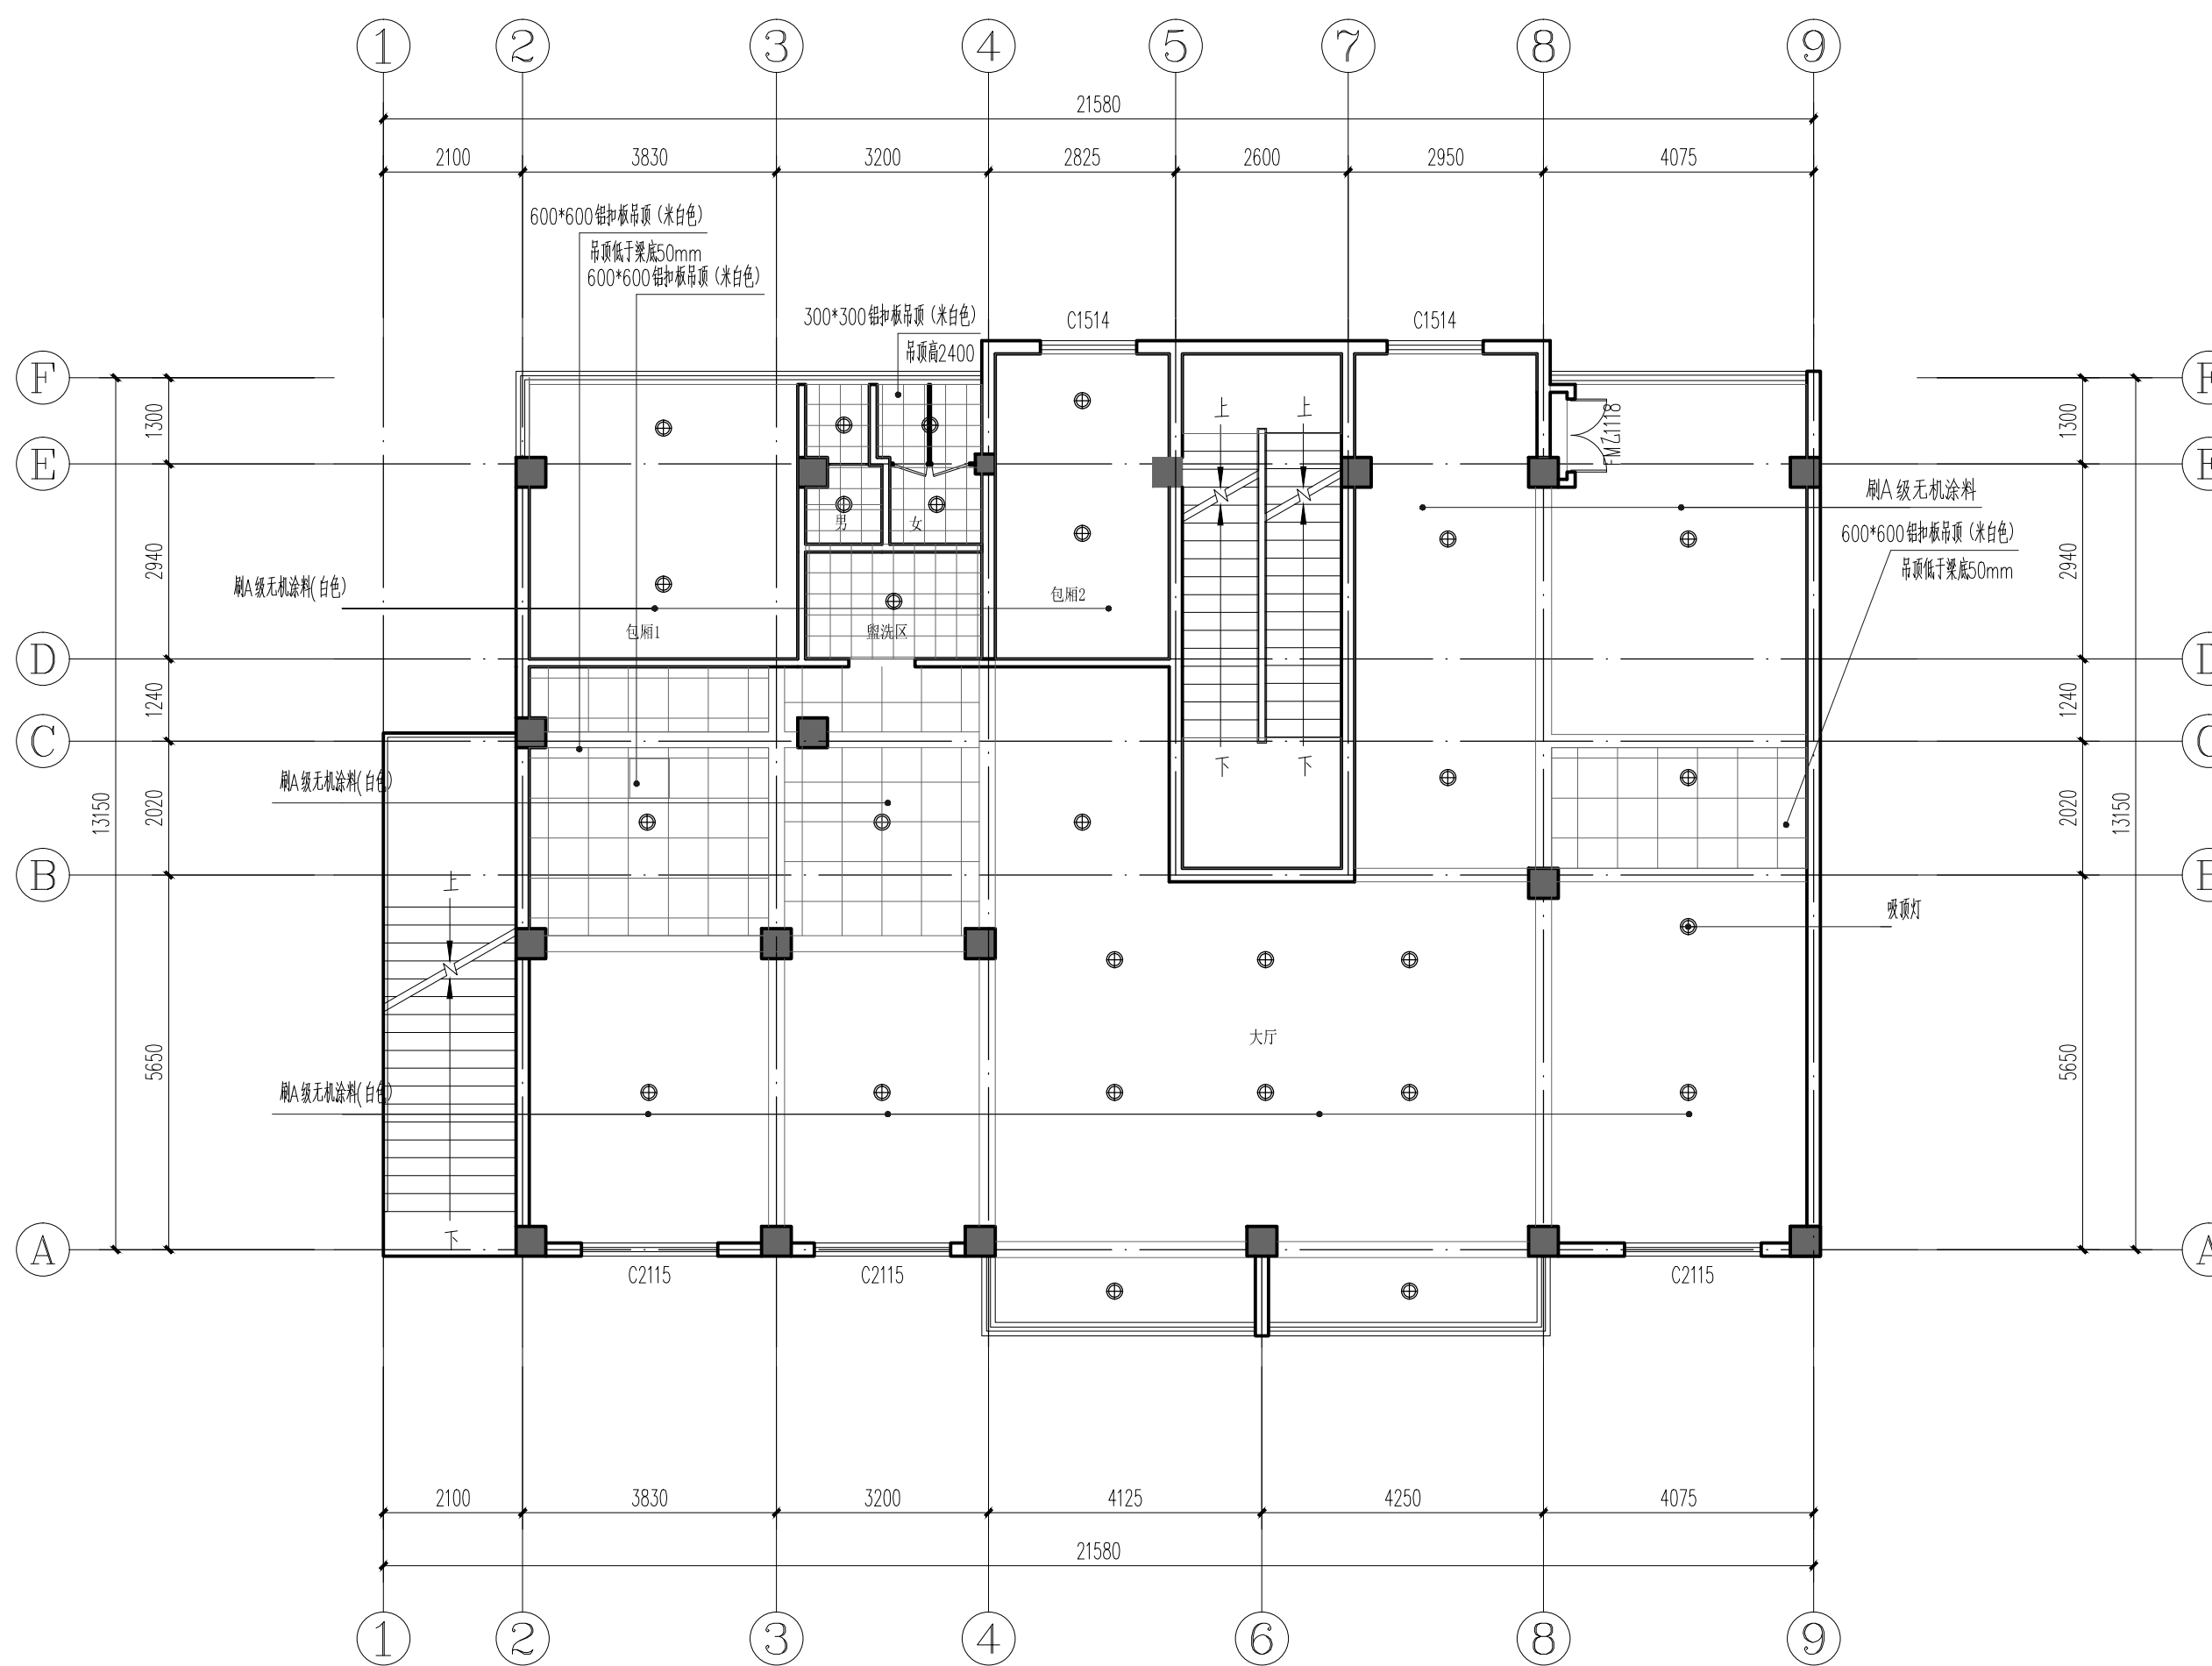 1 2 3 4 5 7 8 9
21580
2100 3830 3200 2825 2600 2950 4075
600*600铝扣板吊顶(米白色)
吊顶低于梁底50mm
600*600铝扣板吊顶(米白色)
300*300铝扣板吊顶(米白色)
吊顶高2400
C1514
C1514
F
F
1300
1300
上 上
FMZ1118
E
E
刷A级无机涂料
600*600铝扣板吊顶(米白色)
吊顶低于梁底50mm
男 女
2940
2940
刷A级无机涂料(白色)
包厢2
包厢1
盥洗区
D
D
1240
1240
C
C
下 下
刷A级无机涂料(白色)
13150
2020
2020
13150
B
B
上
吸顶灯
大厅
5650
5650
刷A级无机涂料(白色)
下
A
A
C2115
C2115
C2115
2100 3830 3200 4125 4250 4075
21580
1 2 3 4 6 8 9